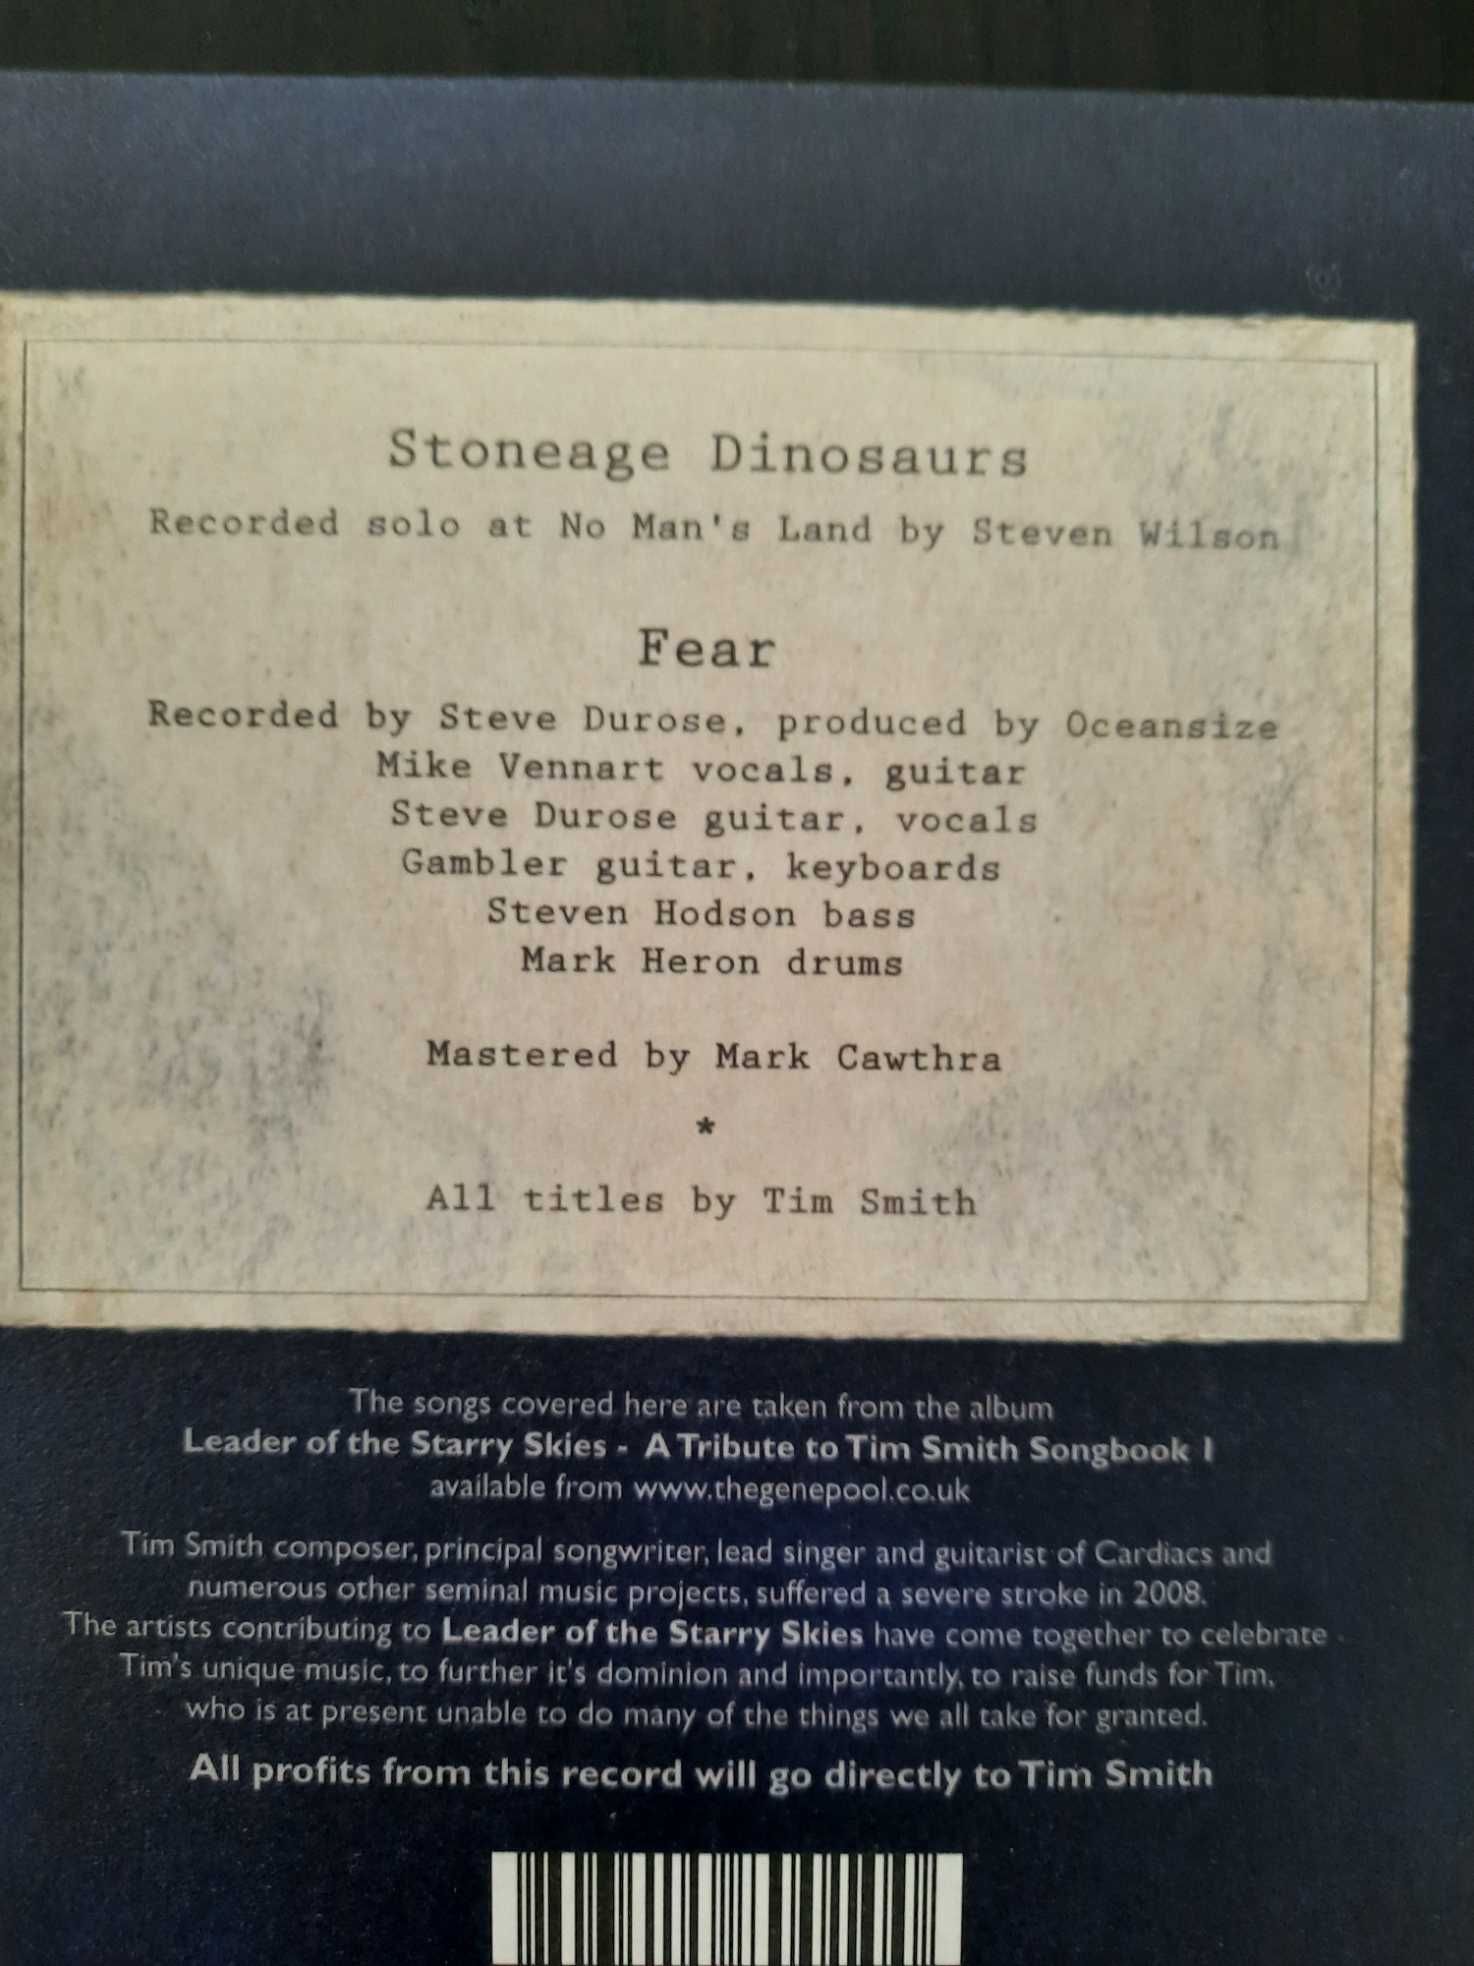 Stoneage Dinosaurs
Recorded solo at No Man's Land by Steven Wilson
Fear
Recorded by Steve Durose, produced by Oceansize
Mike Vennart vocals, guitar
Steve Durose guitar, vocals
Gambler guitar, keyboards
Steven Hodson bass
Mark Heron drums
Mastered by Mark Cawthra
*
All titles by Tim Smith
The songs covered here are taken from the album
Leader of the Starry Skies - A Tribute to Tim Smith Songbook 1
available from www.thegenepool.co.uk
Tim Smith composer, principal songwriter, lead singer and guitarist of Cardiacs and
numerous other seminal music projects, suffered a severe stroke in 2008.
The artists contributing to Leader of the Starry Skies have come together to celebrate
Tim's unique music, to further it's dominion and importantly, to raise funds for Tim,
who is at present unable to do many of the things we all take for granted.
All profits from this record will go directly to Tim Smith